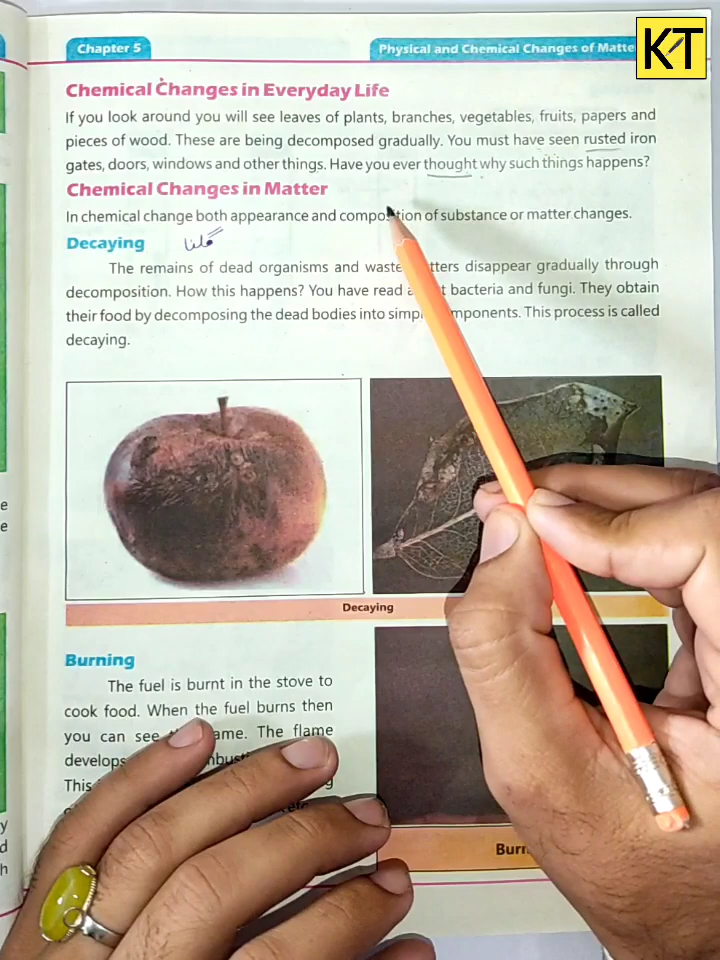 Chapter 5
Physical and Chemical Changes of Matte
KT
Chemical Changes in Everyday Life
If you look around you will see leaves of plants, branches, vegetables, fruits, papers and
pieces of wood. These are being decomposed gradually. You must have seen rusted iron
gates, doors, windows and other things. Have you ever thought why such things happens?
Chemical Changes in Matter
In chemical change both appearance and composition of substance or matter changes.
Decaying گلنا
The remains of dead organisms and waste tters disappear gradually through
decomposition. How this happens? You have read a t bacteria and fungi. They obtain
their food by decomposing the dead bodies into simpl mponents. This process is called
decaying.
Decaying
Burning
The fuel is burnt in the stove to
cook food. When the fuel burns then
you can see ame. The flame
develops mbust
This
e
e
y
d
h
Burn